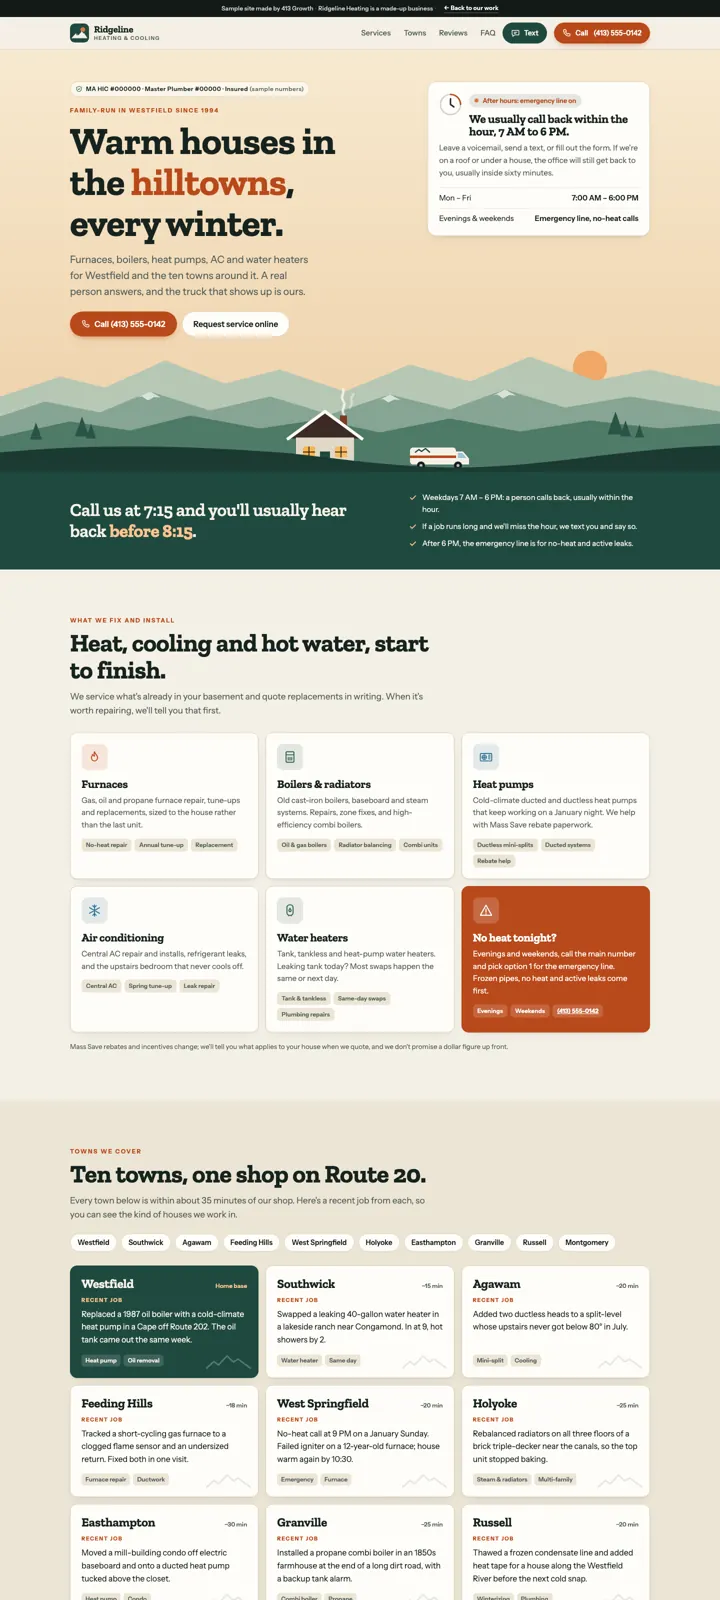 Sample site made by 413 Growth · Ridgeline Heating is a made-up business
← Back to our work
Ridgeline
HEATING & COOLING
Services
Towns
Reviews
FAQ
Text
Call (413) 555-0142
MA HIC #000000 · Master Plumber #00000 · Insured (sample numbers)
FAMILY-RUN IN WESTFIELD SINCE 1994
Warm houses in
the hilltowns,
every winter.
Furnaces, boilers, heat pumps, AC and water heaters
for Westfield and the ten towns around it. A real
person answers, and the truck that shows up is ours.
Call (413) 555-0142
Request service online
After hours: emergency line on
We usually call back within the
hour, 7 AM to 6 PM.
Leave a voicemail, send a text, or fill out the form. If we're
on a roof or under a house, the office will still get back to
you, usually inside sixty minutes.
Mon – Fri
7:00 AM – 6:00 PM
Evenings & weekends
Emergency line, no-heat calls
Call us at 7:15 and you'll usually hear
back before 8:15.
Weekdays 7 AM – 6 PM: a person calls back, usually within the
hour.
If a job runs long and we'll miss the hour, we text you and say so.
After 6 PM, the emergency line is for no-heat and active leaks.
WHAT WE FIX AND INSTALL
Heat, cooling and hot water, start
to finish.
We service what's already in your basement and quote replacements in writing. When it's
worth repairing, we'll tell you that first.
Furnaces
Gas, oil and propane furnace repair, tune-ups
and replacements, sized to the house rather
than the last unit.
No-heat repair
Annual tune-up
Replacement
Boilers & radiators
Old cast-iron boilers, baseboard and steam
systems. Repairs, zone fixes, and high-
efficiency combi boilers.
Oil & gas boilers
Radiator balancing
Combi units
Heat pumps
Cold-climate ducted and ductless heat pumps
that keep working on a January night. We help
with Mass Save rebate paperwork.
Ductless mini-splits
Ducted systems
Rebate help
Air conditioning
Central AC repair and installs, refrigerant leaks,
and the upstairs bedroom that never cools off.
Central AC
Spring tune-up
Leak repair
Water heaters
Tank, tankless and heat-pump water heaters.
Leaking tank today? Most swaps happen the
same or next day.
Tank & tankless
Same-day swaps
Plumbing repairs
No heat tonight?
Evenings and weekends, call the main number
and pick option 1 for the emergency line.
Frozen pipes, no heat and active leaks come
first.
Evenings
Weekends
(413) 555-0142
Mass Save rebates and incentives change; we'll tell you what applies to your house when we quote, and we don't promise a dollar figure up front.
TOWNS WE COVER
Ten towns, one shop on Route 20.
Every town below is within about 35 minutes of our shop. Here's a recent job from each, so
you can see the kind of houses we work in.
Westfield
Southwick
Agawam
Feeding Hills
West Springfield
Holyoke
Easthampton
Granville
Russell
Montgomery
Westfield
Home base
RECENT JOB
Replaced a 1987 oil boiler with a cold-climate
heat pump in a Cape off Route 202. The oil
tank came out the same week.
Heat pump
Oil removal
Southwick
~15 min
RECENT JOB
Swapped a leaking 40-gallon water heater in
a lakeside ranch near Congamond. In at 9, hot
showers by 2.
Water heater
Same day
Agawam
~20 min
RECENT JOB
Added two ductless heads to a split-level
whose upstairs never got below 80° in July.
Mini-split
Cooling
Feeding Hills
~18 min
RECENT JOB
Tracked a short-cycling gas furnace to a
clogged flame sensor and an undersized
return. Fixed both in one visit.
Furnace repair
Ductwork
West Springfield
~20 min
RECENT JOB
No-heat call at 9 PM on a January Sunday.
Failed igniter on a 12-year-old furnace; house
warm again by 10:30.
Emergency
Furnace
Holyoke
~25 min
RECENT JOB
Rebalanced radiators on all three floors of a
brick triple-decker near the canals, so the top
unit stopped baking.
Steam & radiators
Multi-family
Easthampton
~30 min
RECENT JOB
Moved a mill-building condo off electric
baseboard and onto a ducted heat pump
tucked above the closet.
Heat pump
Condo
Granville
~25 min
RECENT JOB
Installed a propane combi boiler in an 1850s
farmhouse at the end of a long dirt road, with
a backup tank alarm.
Combi boiler
Propane
Russell
~20 min
RECENT JOB
Thawed a frozen condensate line and added
heat tape for a house along the Westfield
River before the next cold snap.
Winterizing
Plumbing